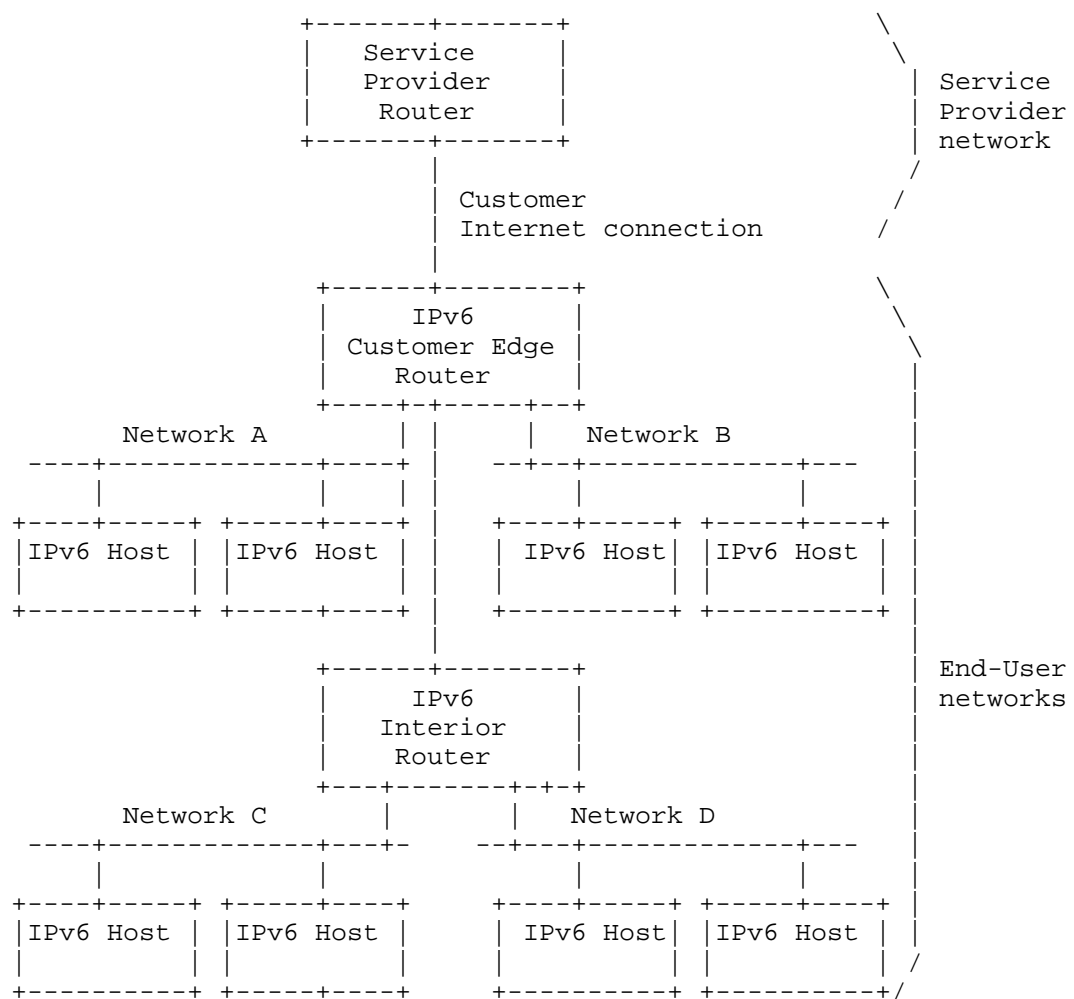 Service
Provider
Router
Service
Provider
network
Customer
Internet connection
IPv6
Customer Edge
Router
Network A
Network B
IPv6 Host
IPv6 Host
IPv6 Host
IPv6 Host
IPv6
Interior
Router
End-User
networks
Network C
Network D
IPv6 Host
IPv6 Host
IPv6 Host
IPv6 Host